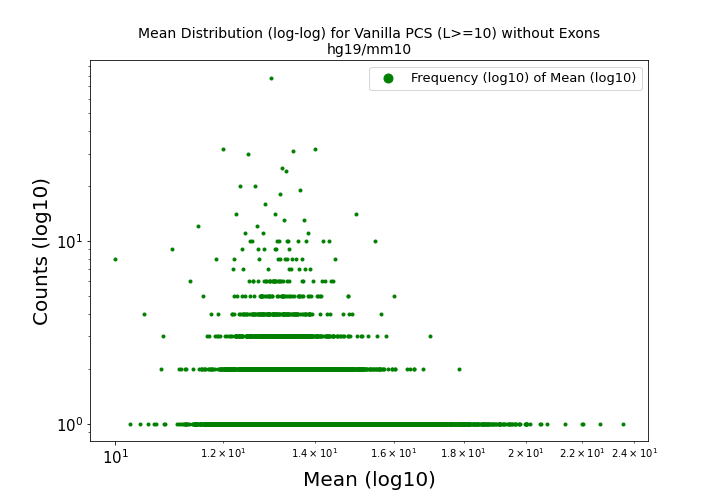 Mean Distribution (log-log) for Vanilla PCS (L>=10) without Exons
hg19/mm10
Frequency (log10) of Mean (log10)
Counts (log10)
10¹
10⁰
10¹
1.2 × 10¹
1.4 × 10¹
1.6 × 10¹
1.8 × 10¹
2 × 10¹
2.2 × 10¹
2.4 × 10¹
Mean (log10)